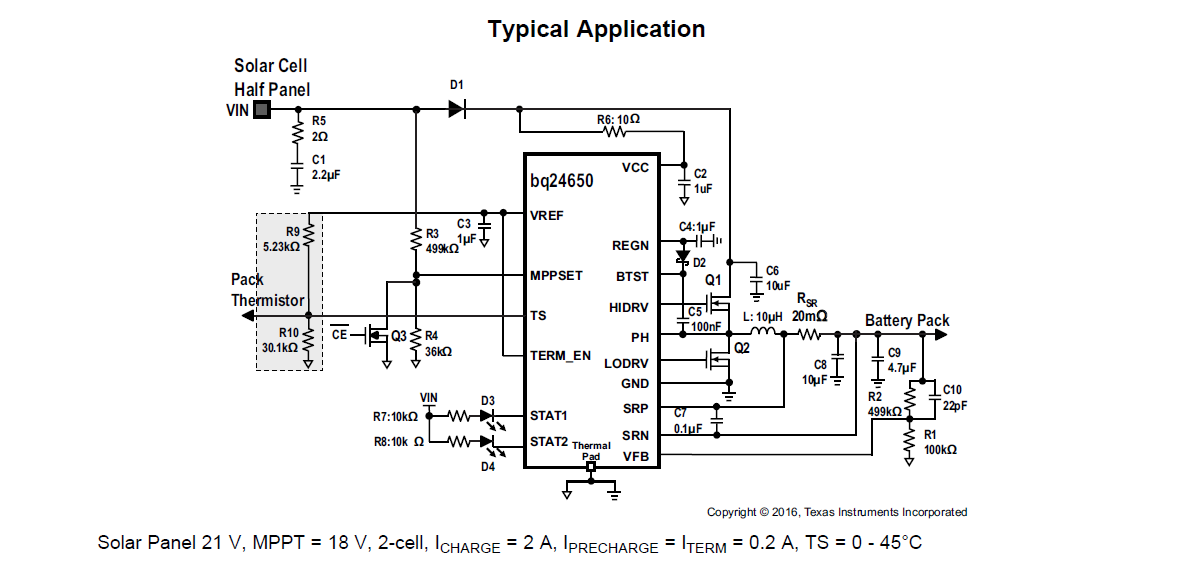 Typical Application
Solar Cell
Half Panel
VIN
D1
R5
2Ω
C1
2.2µF
R6: 10Ω
VCC
C2
1uF
bq24650
VREF
C3
1µF
R3
499kΩ
R9
5.23kΩ
Pack
Thermistor
R10
30.1kΩ
MPPSET
TS
CE
Q3
R4
36kΩ
TERM_EN
VIN
R7:10kΩ
R8:10k Ω
D3
D4
STAT1
STAT2
Thermal
Pad
C4:1µF
REGN
D2
BTST
Q1
C6
10uF
HIDRV
C5
100nF
PH
L: 10µH
RSR
20mΩ
Battery Pack
Q2
LODRV
GND
C8
10µF
C9
4.7µF
R2
499kΩ
C10
22pF
SRP
C7
0.1µF
SRN
R1
100kΩ
VFB
Copyright © 2016, Texas Instruments Incorporated
Solar Panel 21 V, MPPT = 18 V, 2-cell, ICHARGE = 2 A, IPRECHARGE = ITERM = 0.2 A, TS = 0 - 45°C